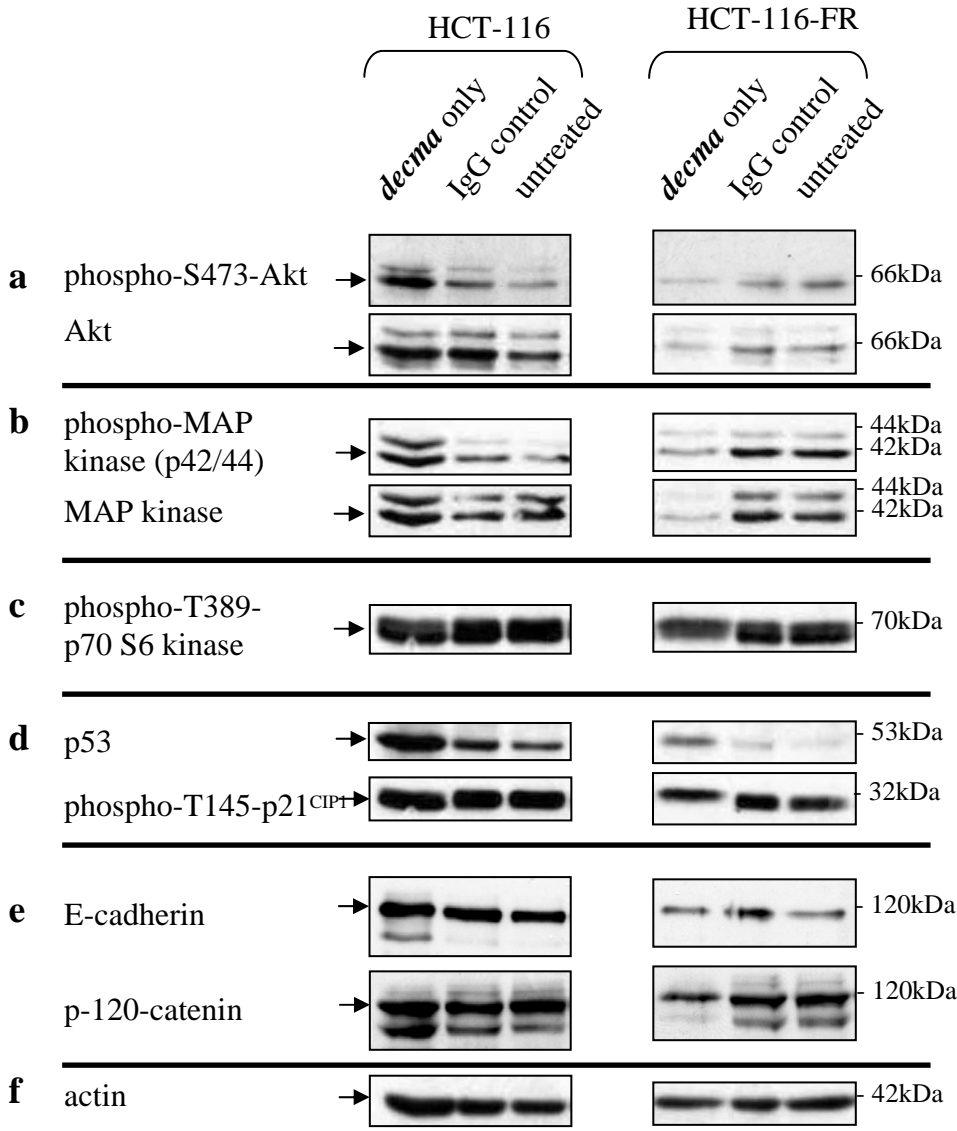 HCT-116
HCT-116-FR
decma only
IgG control
untreated
decma only
IgG control
untreated
a
phospho-S473-Akt
66kDa
Akt
66kDa
b
phospho-MAP
kinase (p42/44)
44kDa
42kDa
MAP kinase
44kDa
42kDa
c
phospho-T389-
p70 S6 kinase
70kDa
d
p53
53kDa
phospho-T145-p21CIP1
32kDa
e
E-cadherin
120kDa
p-120-catenin
120kDa
f
actin
42kDa